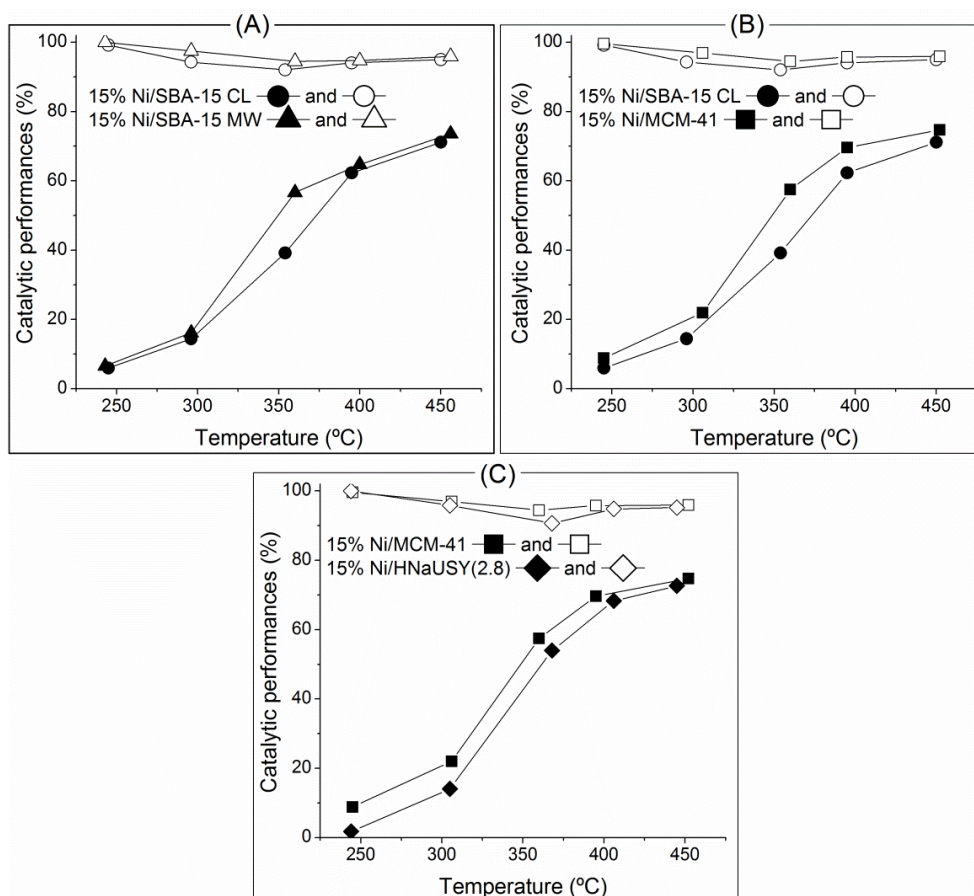 (A)
100
80
60
40
20
0
Catalytic performances (%)
15% Ni/SBA-15 CL and
15% Ni/SBA-15 MW and
250 300 350 400 450
Temperature (ºC)
(B)
100
80
60
40
20
0
Catalytic performances (%)
15% Ni/SBA-15 CL and
15% Ni/MCM-41 and
250 300 350 400 450
Temperature (ºC)
(C)
100
80
60
40
20
0
Catalytic performances (%)
15% Ni/MCM-41 and
15% Ni/HNaUSY(2.8) and
250 300 350 400 450
Temperature (ºC)